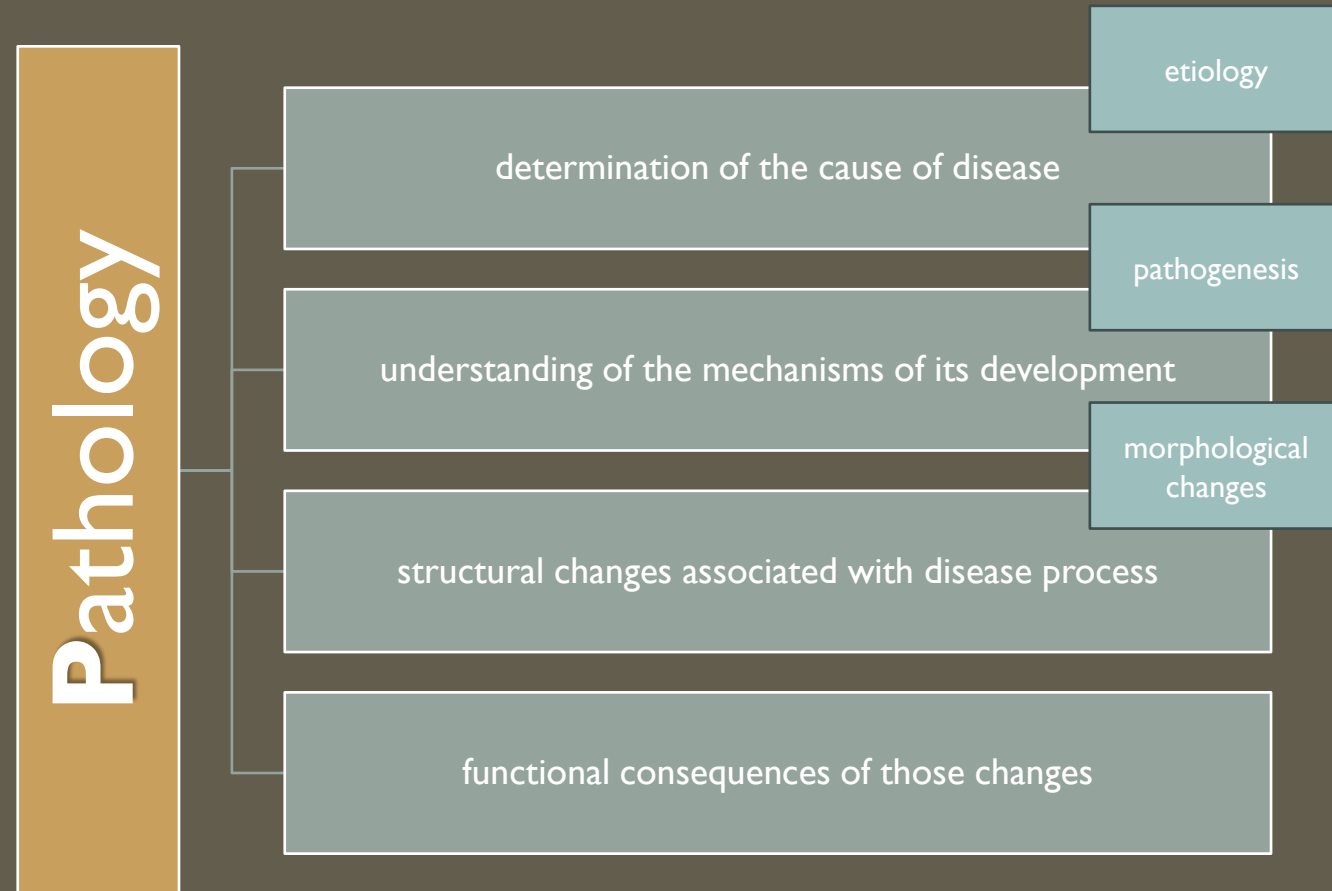 Pathology
etiology
determination of the cause of disease
pathogenesis
understanding of the mechanisms of its development
morphological
changes
structural changes associated with disease process
functional consequences of those changes